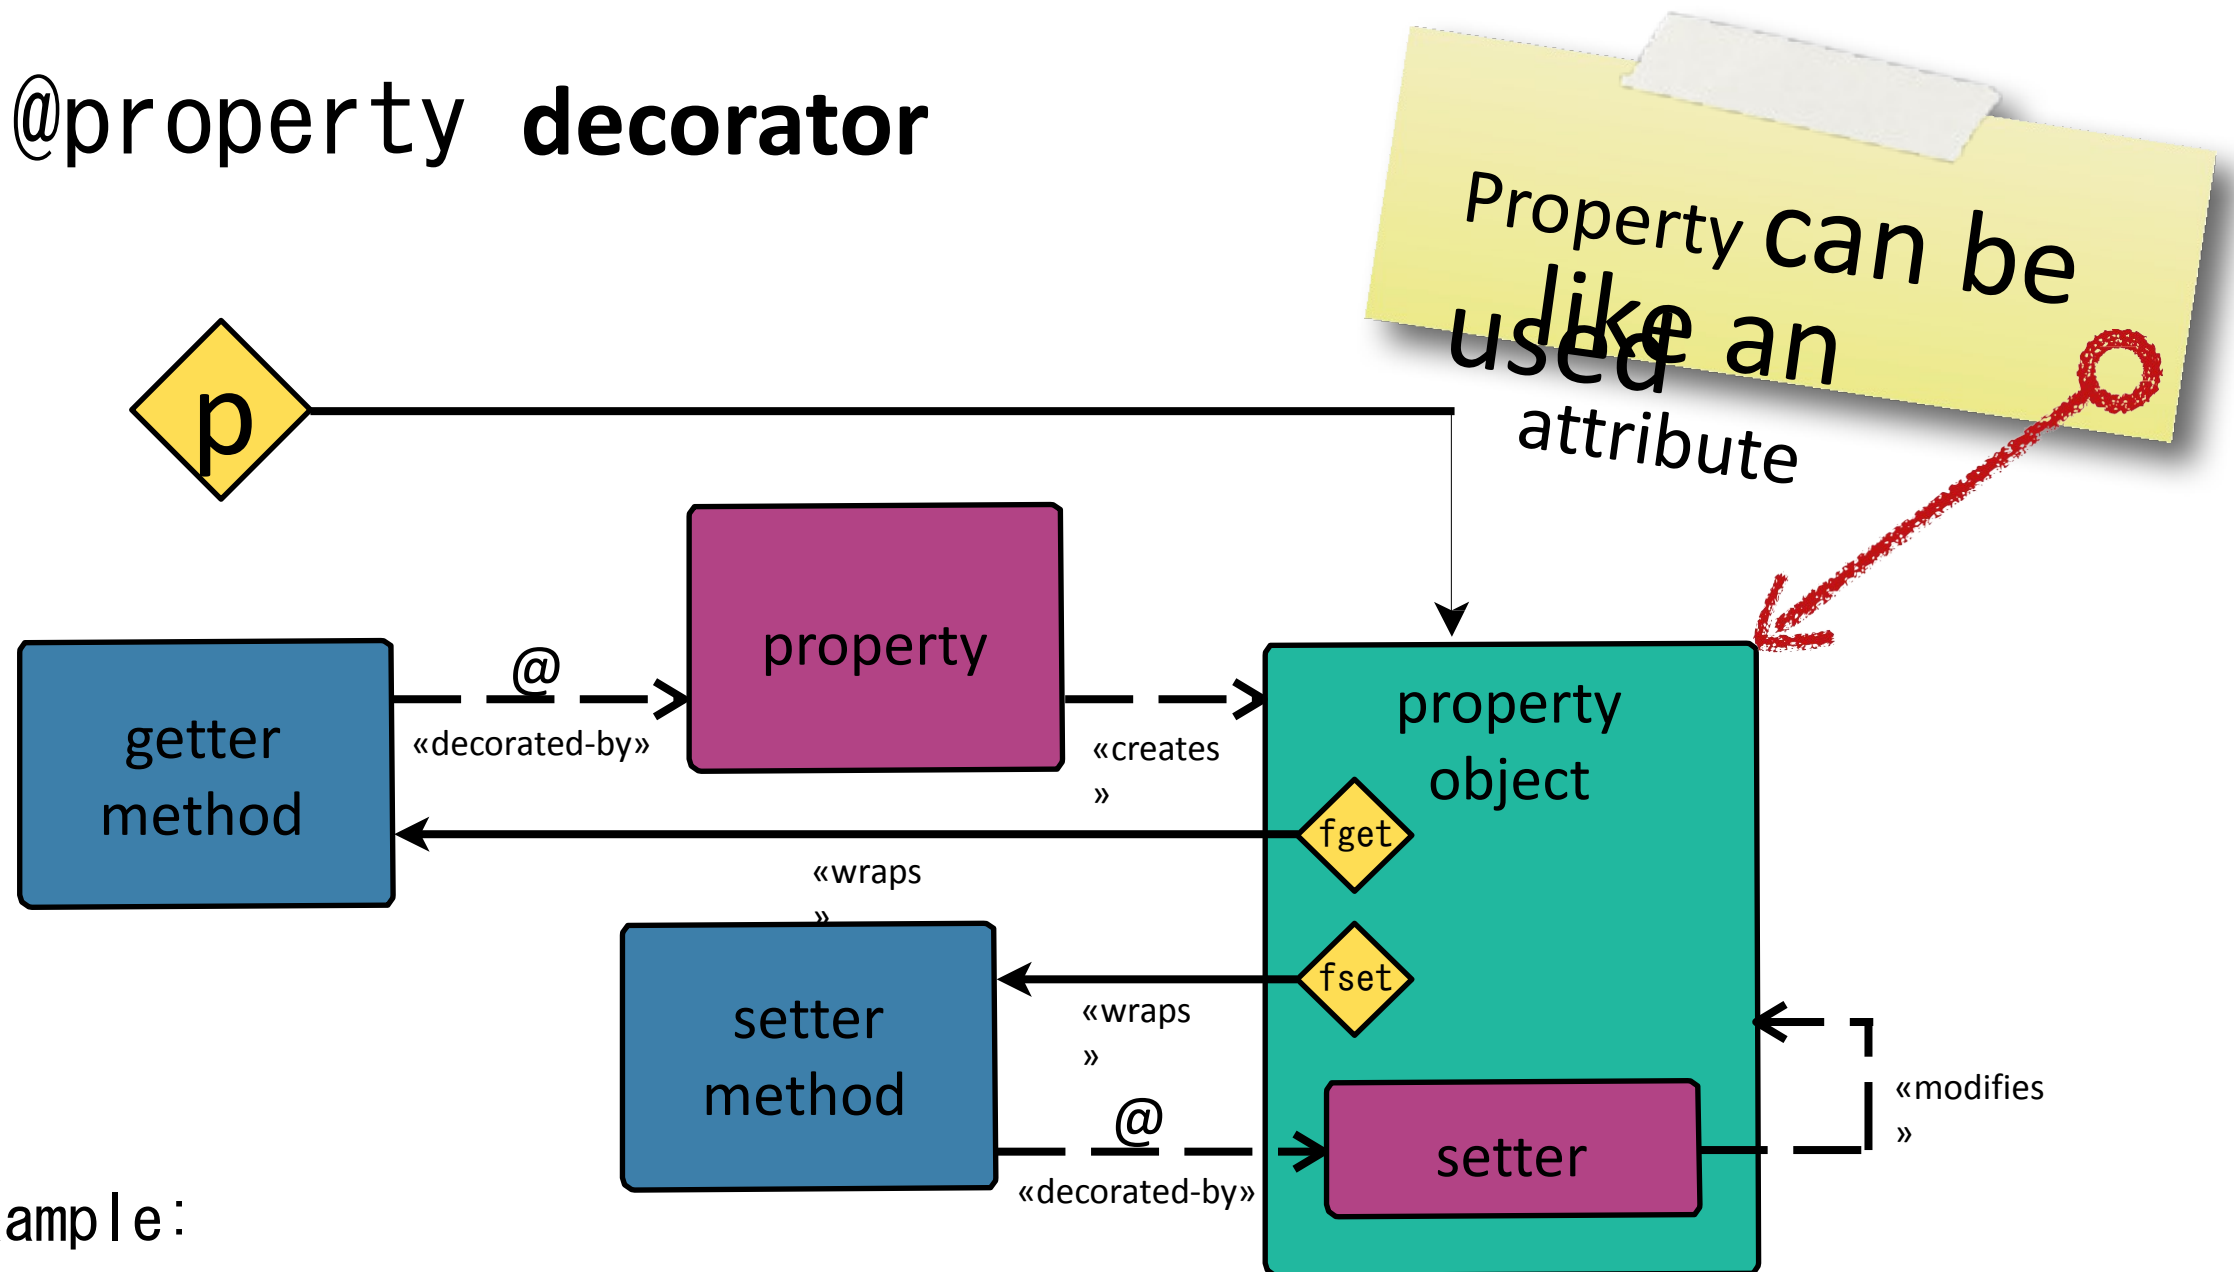 @property decorator
Property can be
used
like an
attribute
p
property
getter
method
@
«decorated-by»
«creates
»
property
object
fget
«wraps
»
fset
«wraps
»
setter
method
@
«decorated-by»
setter
«modifies
»
ample: